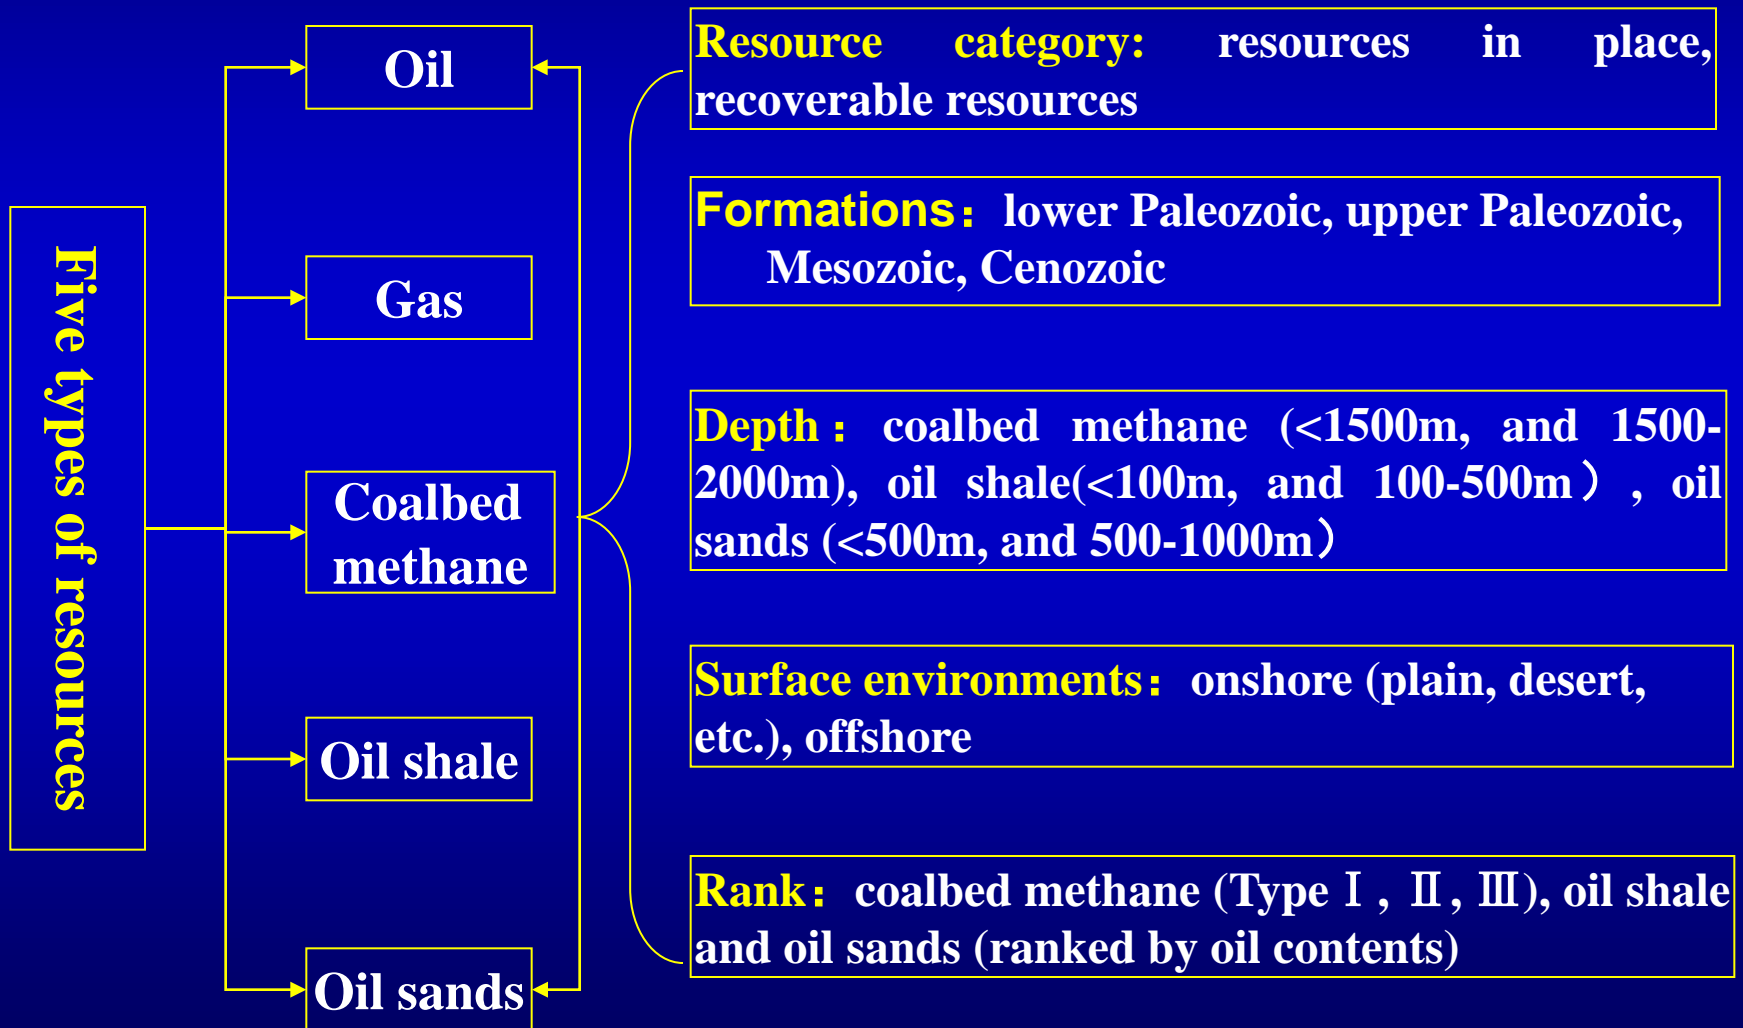 Five types of resources
Oil
Gas
Coalbed
methane
Oil shale
Oil sands
Resource category: resources in place,
recoverable resources
Formations：lower Paleozoic, upper Paleozoic,
Mesozoic, Cenozoic
Depth：coalbed methane (<1500m, and 1500-
2000m), oil shale(<100m, and 100-500m）, oil
sands (<500m, and 500-1000m）
Surface environments：onshore (plain, desert,
etc.), offshore
Rank：coalbed methane (Type Ⅰ, Ⅱ, Ⅲ), oil shale
and oil sands (ranked by oil contents)